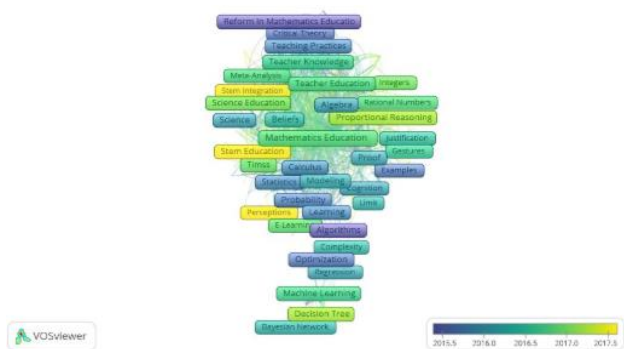 Reform In Mathematics Educatio
Critical Theory
Teaching Practices
Teacher Knowledge
Meta Analysis
Teacher Education
Integers
Stem Integration
Science Education
Algebra
Rational Numbers
Science
Beliefs
Proportional Reasoning
Mathematics Education
Justification
Stem Education
Proof
Gestures
Timss
Calculus
Examples
Statistics
Modeling
Cognition
Probability
Lime
Perceptions
Learning
E-Learning
Algorithms
Complexity
Optimization
Regression
Machine Learning
Decision Tree
Bayesian Network
VOSviewer
2015.5 2016.0 2016.5 2017.0 2017.5